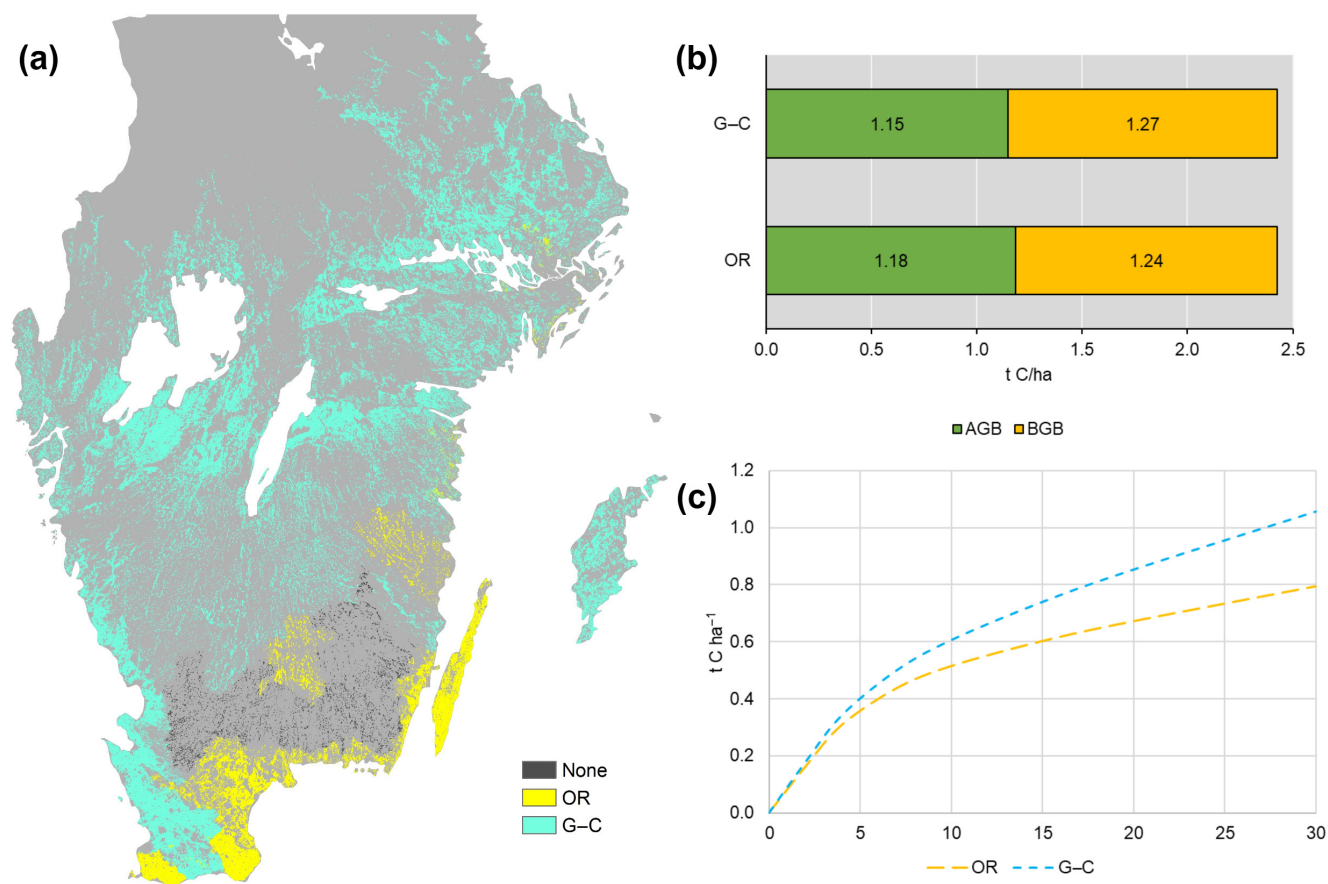 (a)
None
OR
G–C
(b)
G–C
1.15
1.27
OR
1.18
1.24
0.0 0.5 1.0 1.5 2.0 2.5
t C/ha
AGB BGB
(c)
1.2
1.0
0.8
0.6
0.4
0.2
0.0
t C ha⁻¹
0 5 10 15 20 25 30
OR G–C